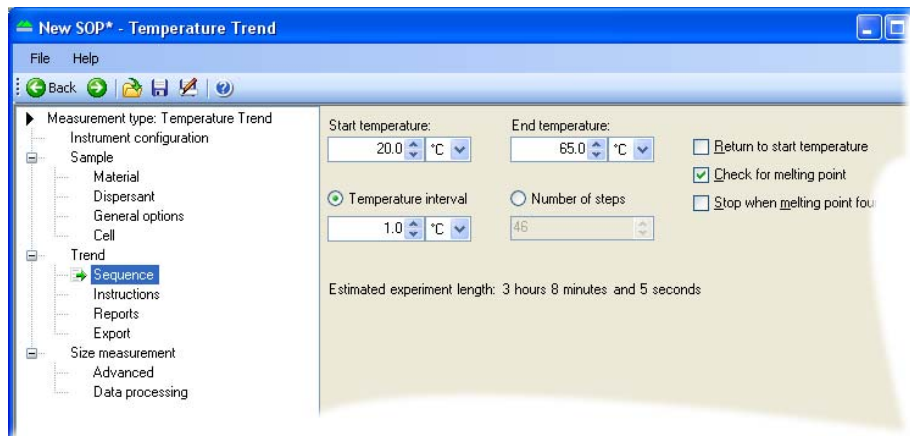 New SOP* - Temperature Trend
File Help
Back
Measurement type: Temperature Trend
Instrument configuration
Sample
Material
Dispersant
General options
Cell
Trend
Sequence
Instructions
Reports
Export
Size measurement
Advanced
Data processing
Start temperature: End temperature:
20.0 °C 65.0 °C
Return to start temperature
Check for melting point
Stop when melting point fou
Temperature interval Number of steps
1.0 °C 46
Estimated experiment length: 3 hours 8 minutes and 5 seconds